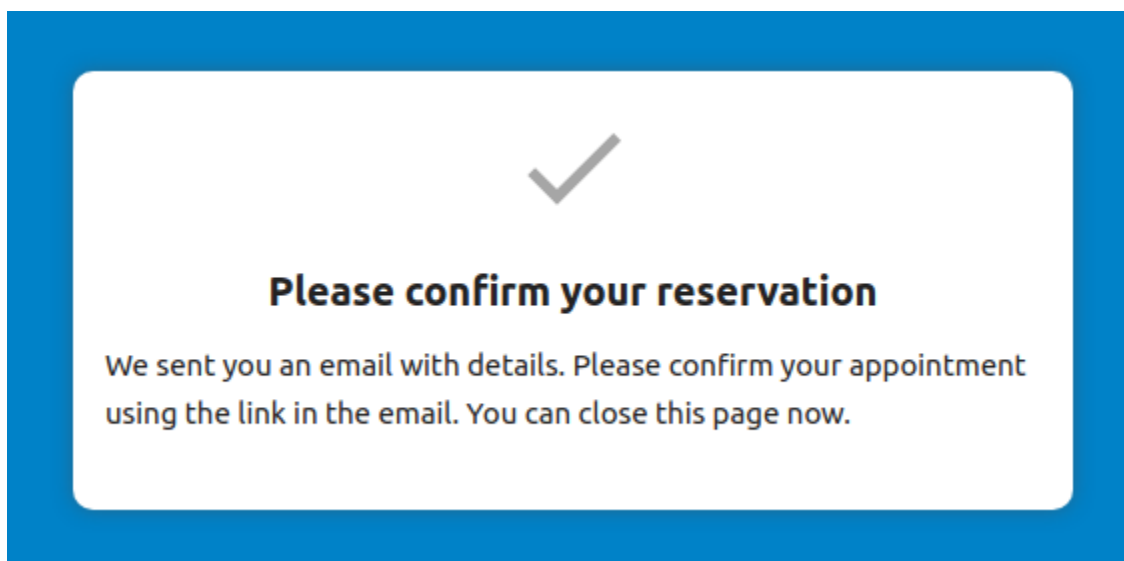 Please confirm your reservation
We sent you an email with details. Please confirm your appointment
using the link in the email. You can close this page now.